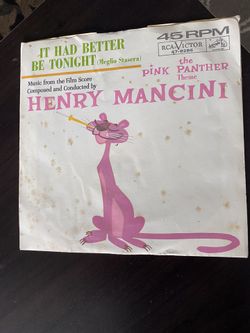 IT HAD BETTER
BE TONIGHT (Meglio Stasera)
Music from the Film Score
Composed and Conducted by
45 RPM
RCA VICTOR
47-8286
the
PINK PANTHER
Theme
HENRY MANCINI